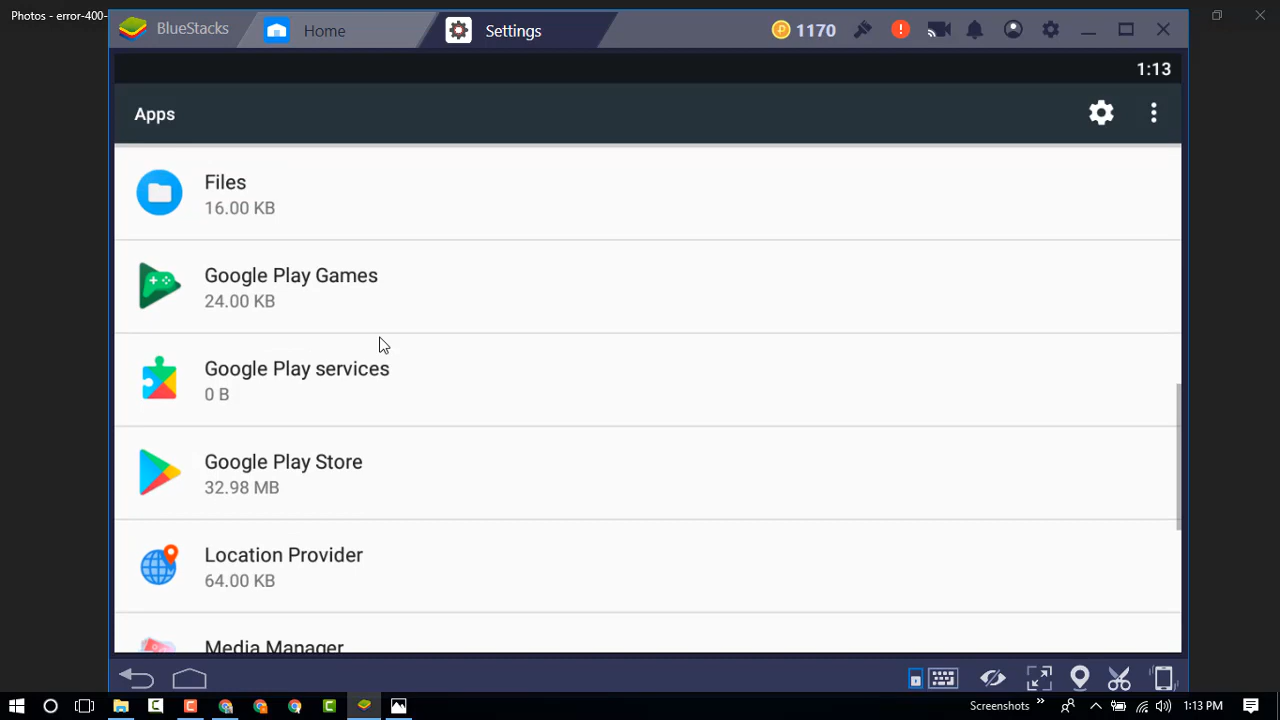 Photos - error-400-
BlueStacks
Home
Settings
1170
1:13
Apps
Files
16.00 KB
Google Play Games
24.00 KB
Google Play services
0 B
Google Play Store
32.98 MB
Location Provider
64.00 KB
Media Manager
Screenshots
1:13 PM